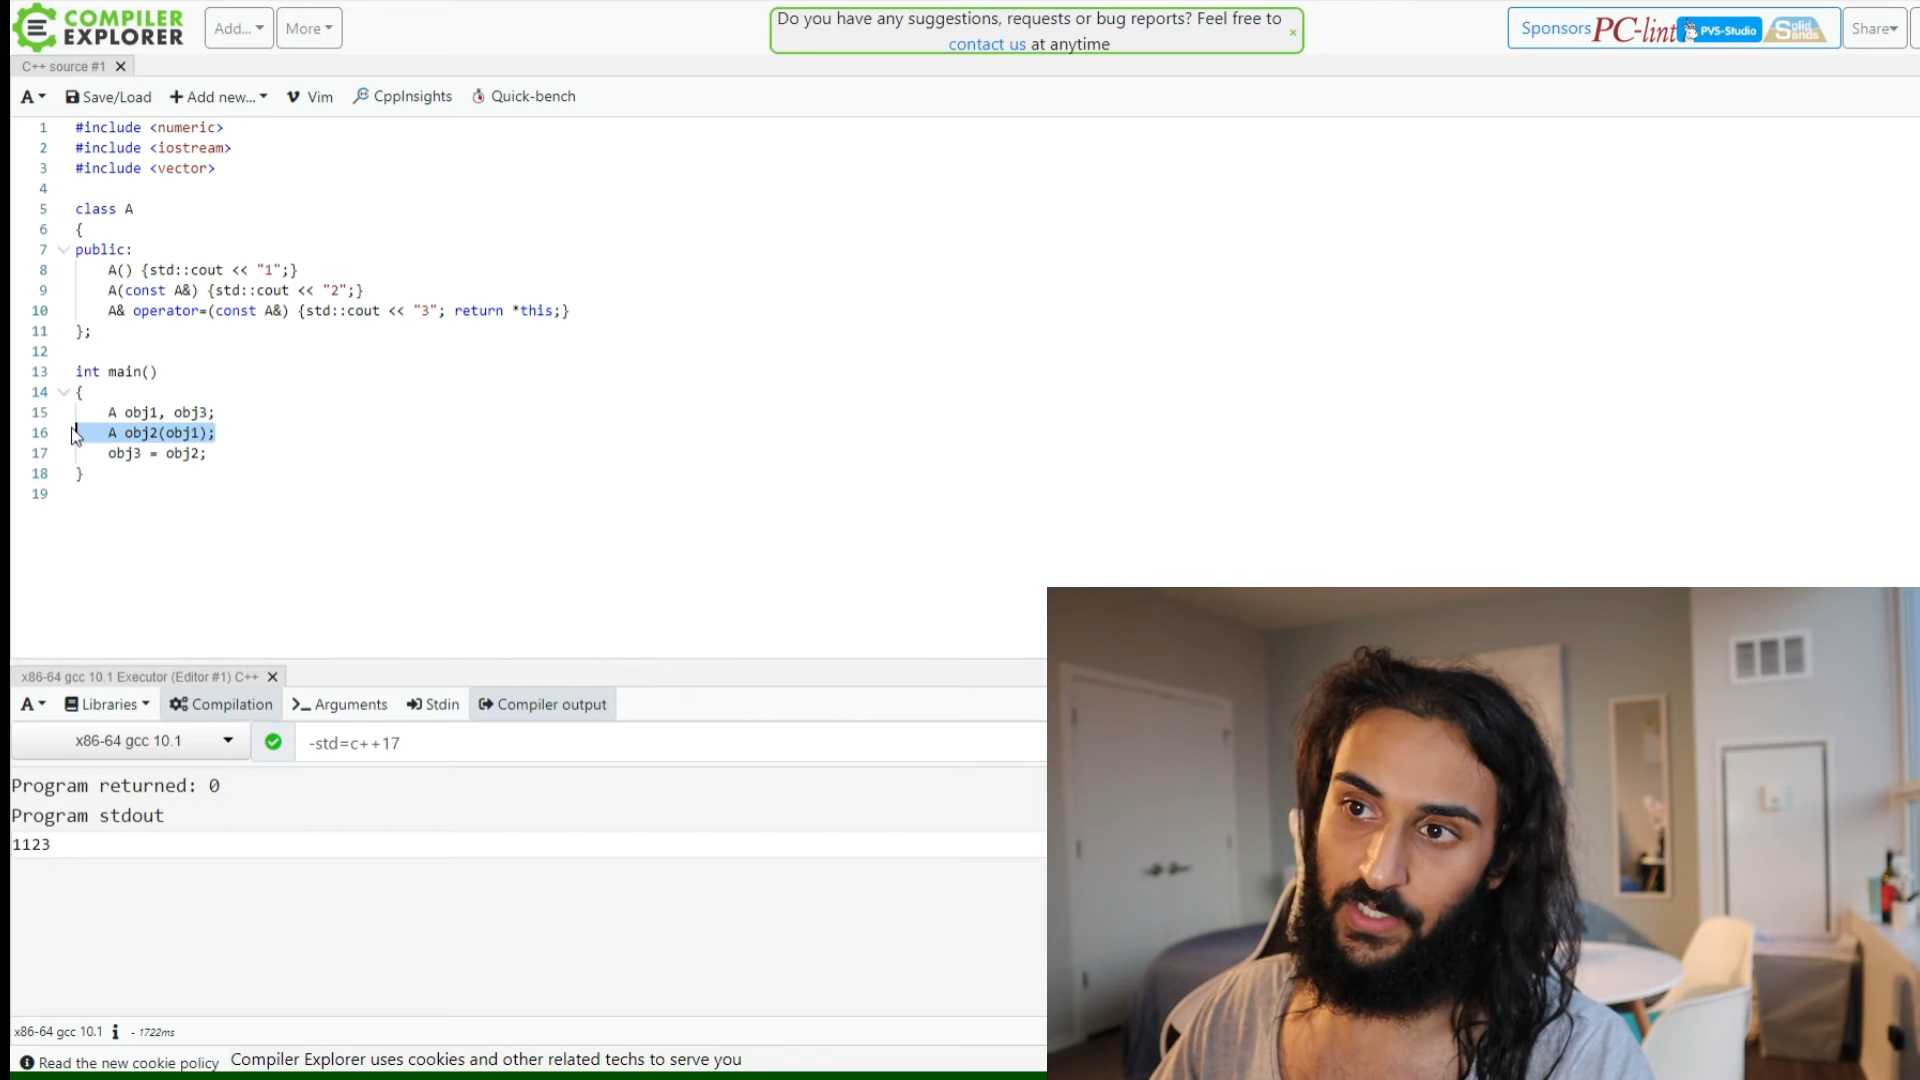 COMPILER
EXPLORER
Add...
More
Do you have any suggestions, requests or bug reports? Feel free to
contact us at anytime
×
Sponsors PC-lint PVS-Studio Solid Sands
Share
C++ source #1
A Save/Load + Add new... Vim CppInsights Quick-bench
1 #include <numeric>
2 #include <iostream>
3 #include <vector>
4
5 class A
6 {
7 public:
8 A() {std::cout << "1";}
9 A(const A&) {std::cout << "2";}
10 A& operator=(const A&) {std::cout << "3"; return *this;}
11 };
12
13 int main()
14 {
15 A obj1, obj3;
16 A obj2(obj1);
17 obj3 = obj2;
18 }
19
x86-64 gcc 10.1 Executor (Editor #1) C++
A Libraries Compilation >_ Arguments Stdin Compiler output
x86-64 gcc 10.1 -std=c++17
Program returned: 0
Program stdout
1123
x86-64 gcc 10.1 i - 1722ms
Read the new cookie policy Compiler Explorer uses cookies and other related techs to serve you